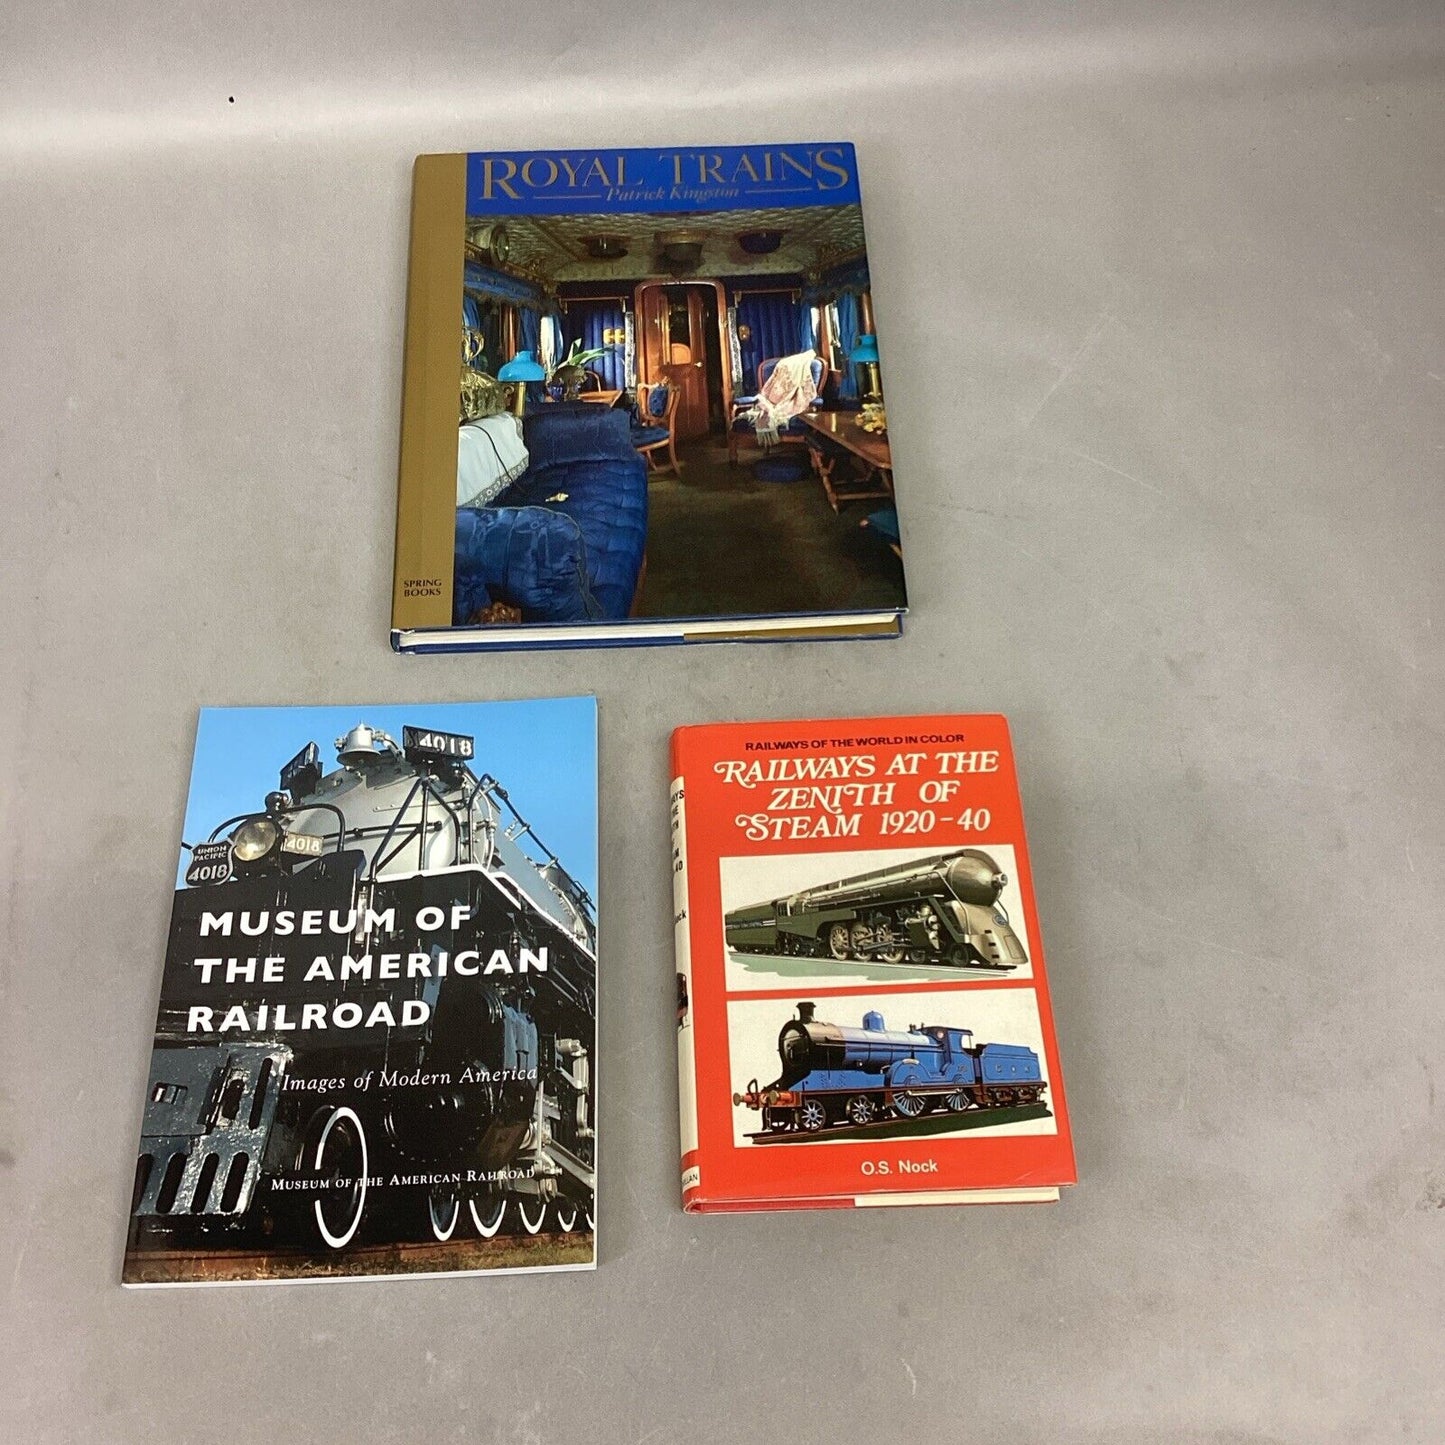 ROYAL TRAINS
Patrick Kingston
SPRING
BOOKS
4018
4018
UNION
PACIFIC
4018
MUSEUM OF
THE AMERICAN
RAILROAD
Images of Modern America
MUSEUM OF THE AMERICAN RAILROAD
RAILWAYS OF THE WORLD IN COLOR
RAILWAYS AT THE
ZENITH OF
STEAM 1920-40
O.S. Nock
Nock